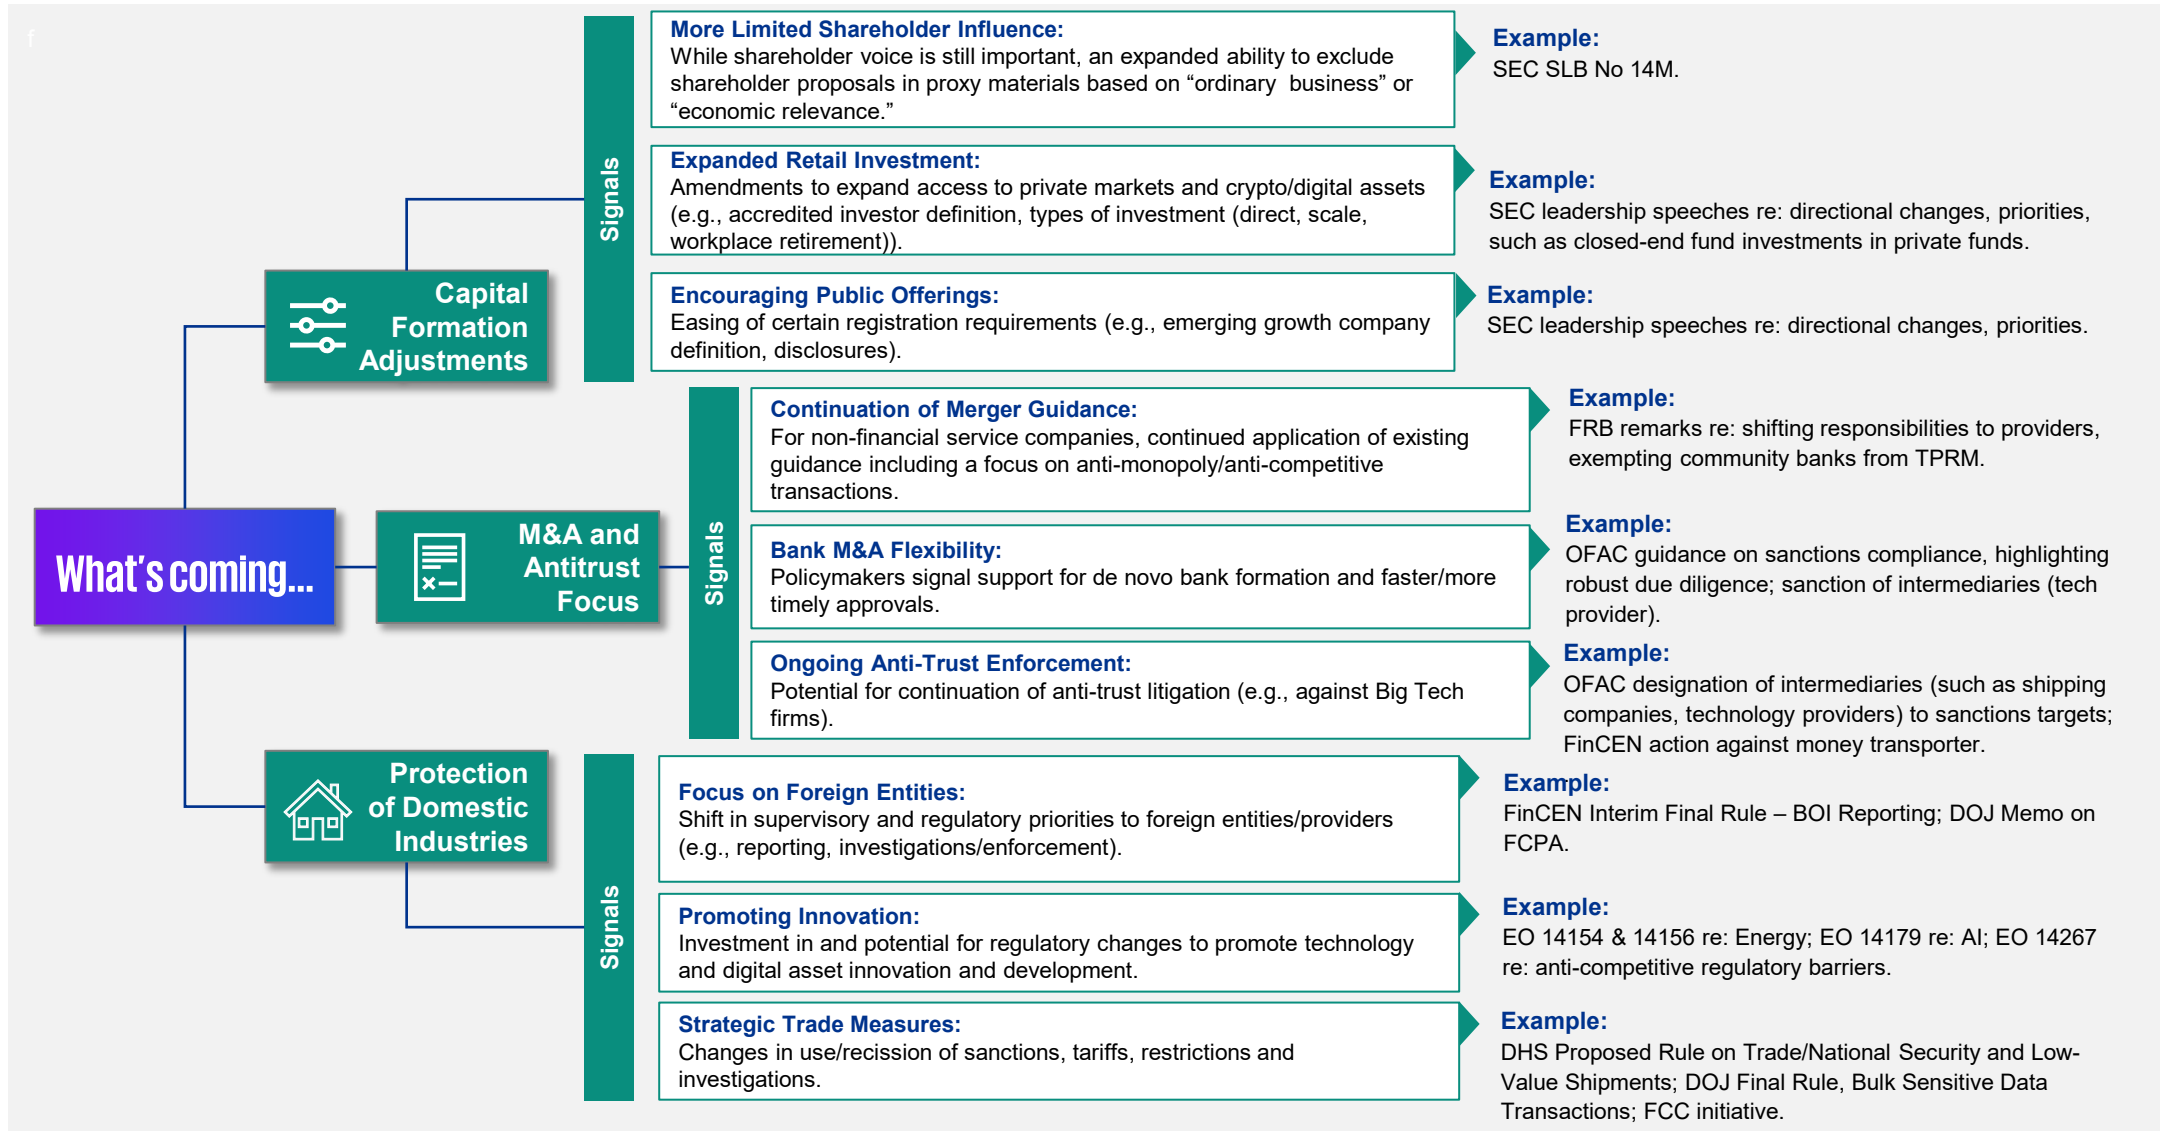 f
More Limited Shareholder Influence:
While shareholder voice is still important, an expanded ability to exclude
shareholder proposals in proxy materials based on “ordinary  business” or
“economic relevance.”
Example:
SEC SLB No 14M.
Signals
Expanded Retail Investment:
Amendments to expand access to private markets and crypto/digital assets
(e.g., accredited investor definition, types of investment (direct, scale,
workplace retirement)).
Example:
SEC leadership speeches re: directional changes, priorities,
such as closed-end fund investments in private funds.
Capital
Formation
Adjustments
Encouraging Public Offerings:
Easing of certain registration requirements (e.g., emerging growth company
definition, disclosures).
Example:
SEC leadership speeches re: directional changes, priorities.
What's coming...
M&A and
Antitrust
Focus
Signals
Continuation of Merger Guidance:
For non-financial service companies, continued application of existing
guidance including a focus on anti-monopoly/anti-competitive
transactions.
Example:
FRB remarks re: shifting responsibilities to providers,
exempting community banks from TPRM.
Bank M&A Flexibility:
Policymakers signal support for de novo bank formation and faster/more
timely approvals.
Example:
OFAC guidance on sanctions compliance, highlighting
robust due diligence; sanction of intermediaries (tech
provider).
Ongoing Anti-Trust Enforcement:
Potential for continuation of anti-trust litigation (e.g., against Big Tech
firms).
Example:
OFAC designation of intermediaries (such as shipping
companies, technology providers) to sanctions targets;
FinCEN action against money transporter.
Protection
of Domestic
Industries
Signals
Focus on Foreign Entities:
Shift in supervisory and regulatory priorities to foreign entities/providers
(e.g., reporting, investigations/enforcement).
Example:
FinCEN Interim Final Rule – BOI Reporting; DOJ Memo on
FCPA.
Promoting Innovation:
Investment in and potential for regulatory changes to promote technology
and digital asset innovation and development.
Example:
EO 14154 & 14156 re: Energy; EO 14179 re: AI; EO 14267
re: anti-competitive regulatory barriers.
Strategic Trade Measures:
Changes in use/recission of sanctions, tariffs, restrictions and
investigations.
Example:
DHS Proposed Rule on Trade/National Security and Low-
Value Shipments; DOJ Final Rule, Bulk Sensitive Data
Transactions; FCC initiative.